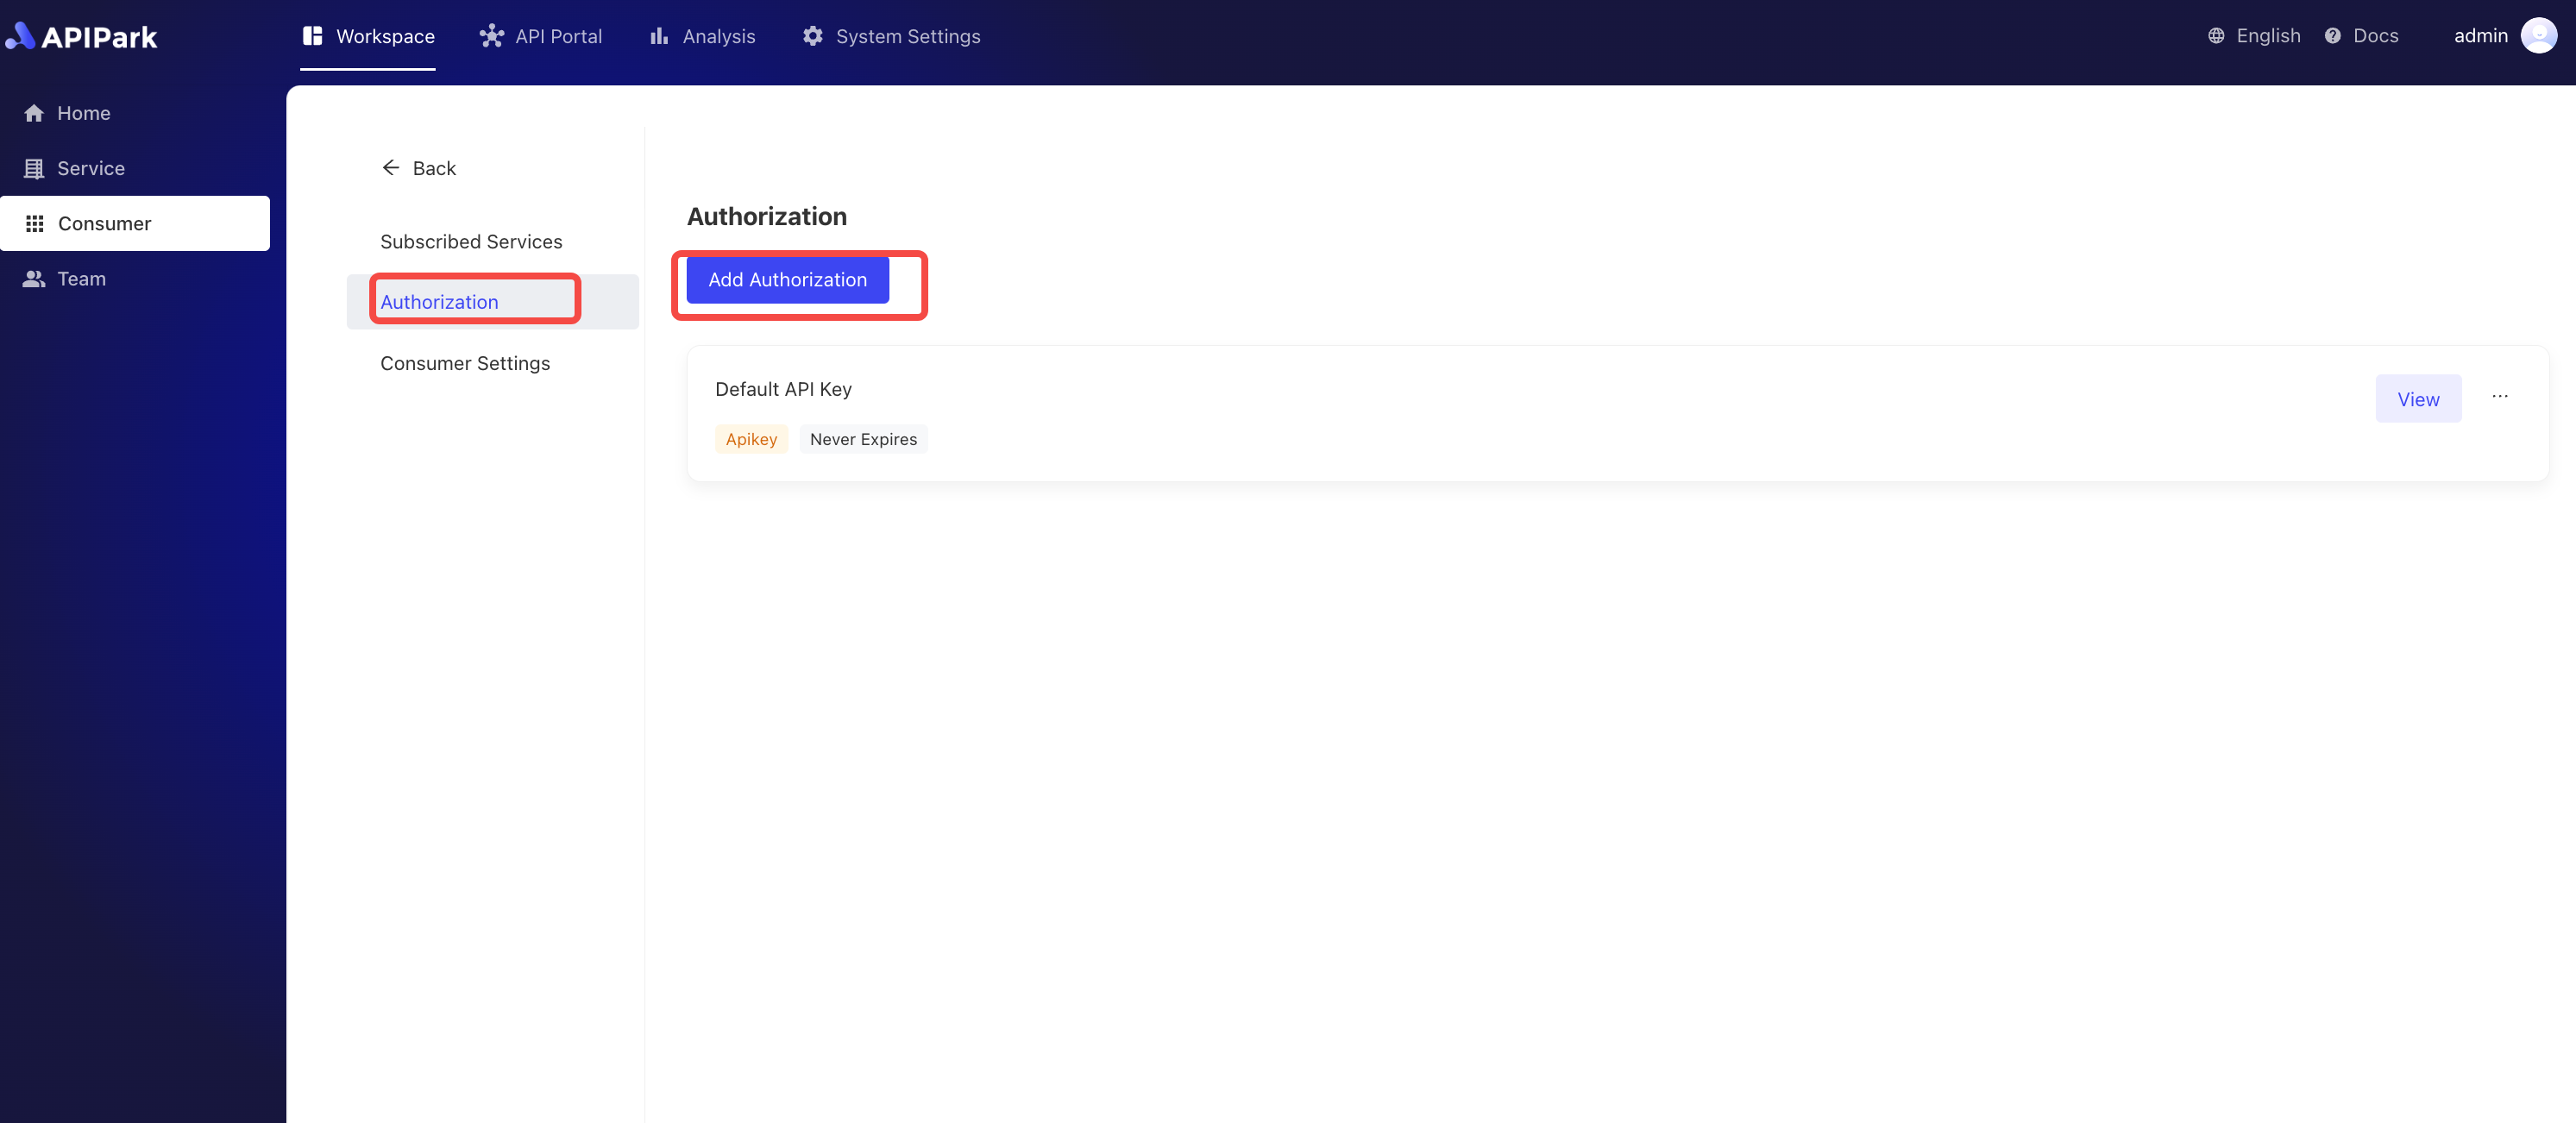 APIPark
Workspace
API Portal
Analysis
System Settings
English
Docs
admin
Home
Service
Consumer
Team
Back
Subscribed Services
Authorization
Consumer Settings
Authorization
Add Authorization
Default API Key
Apikey
Never Expires
View
...